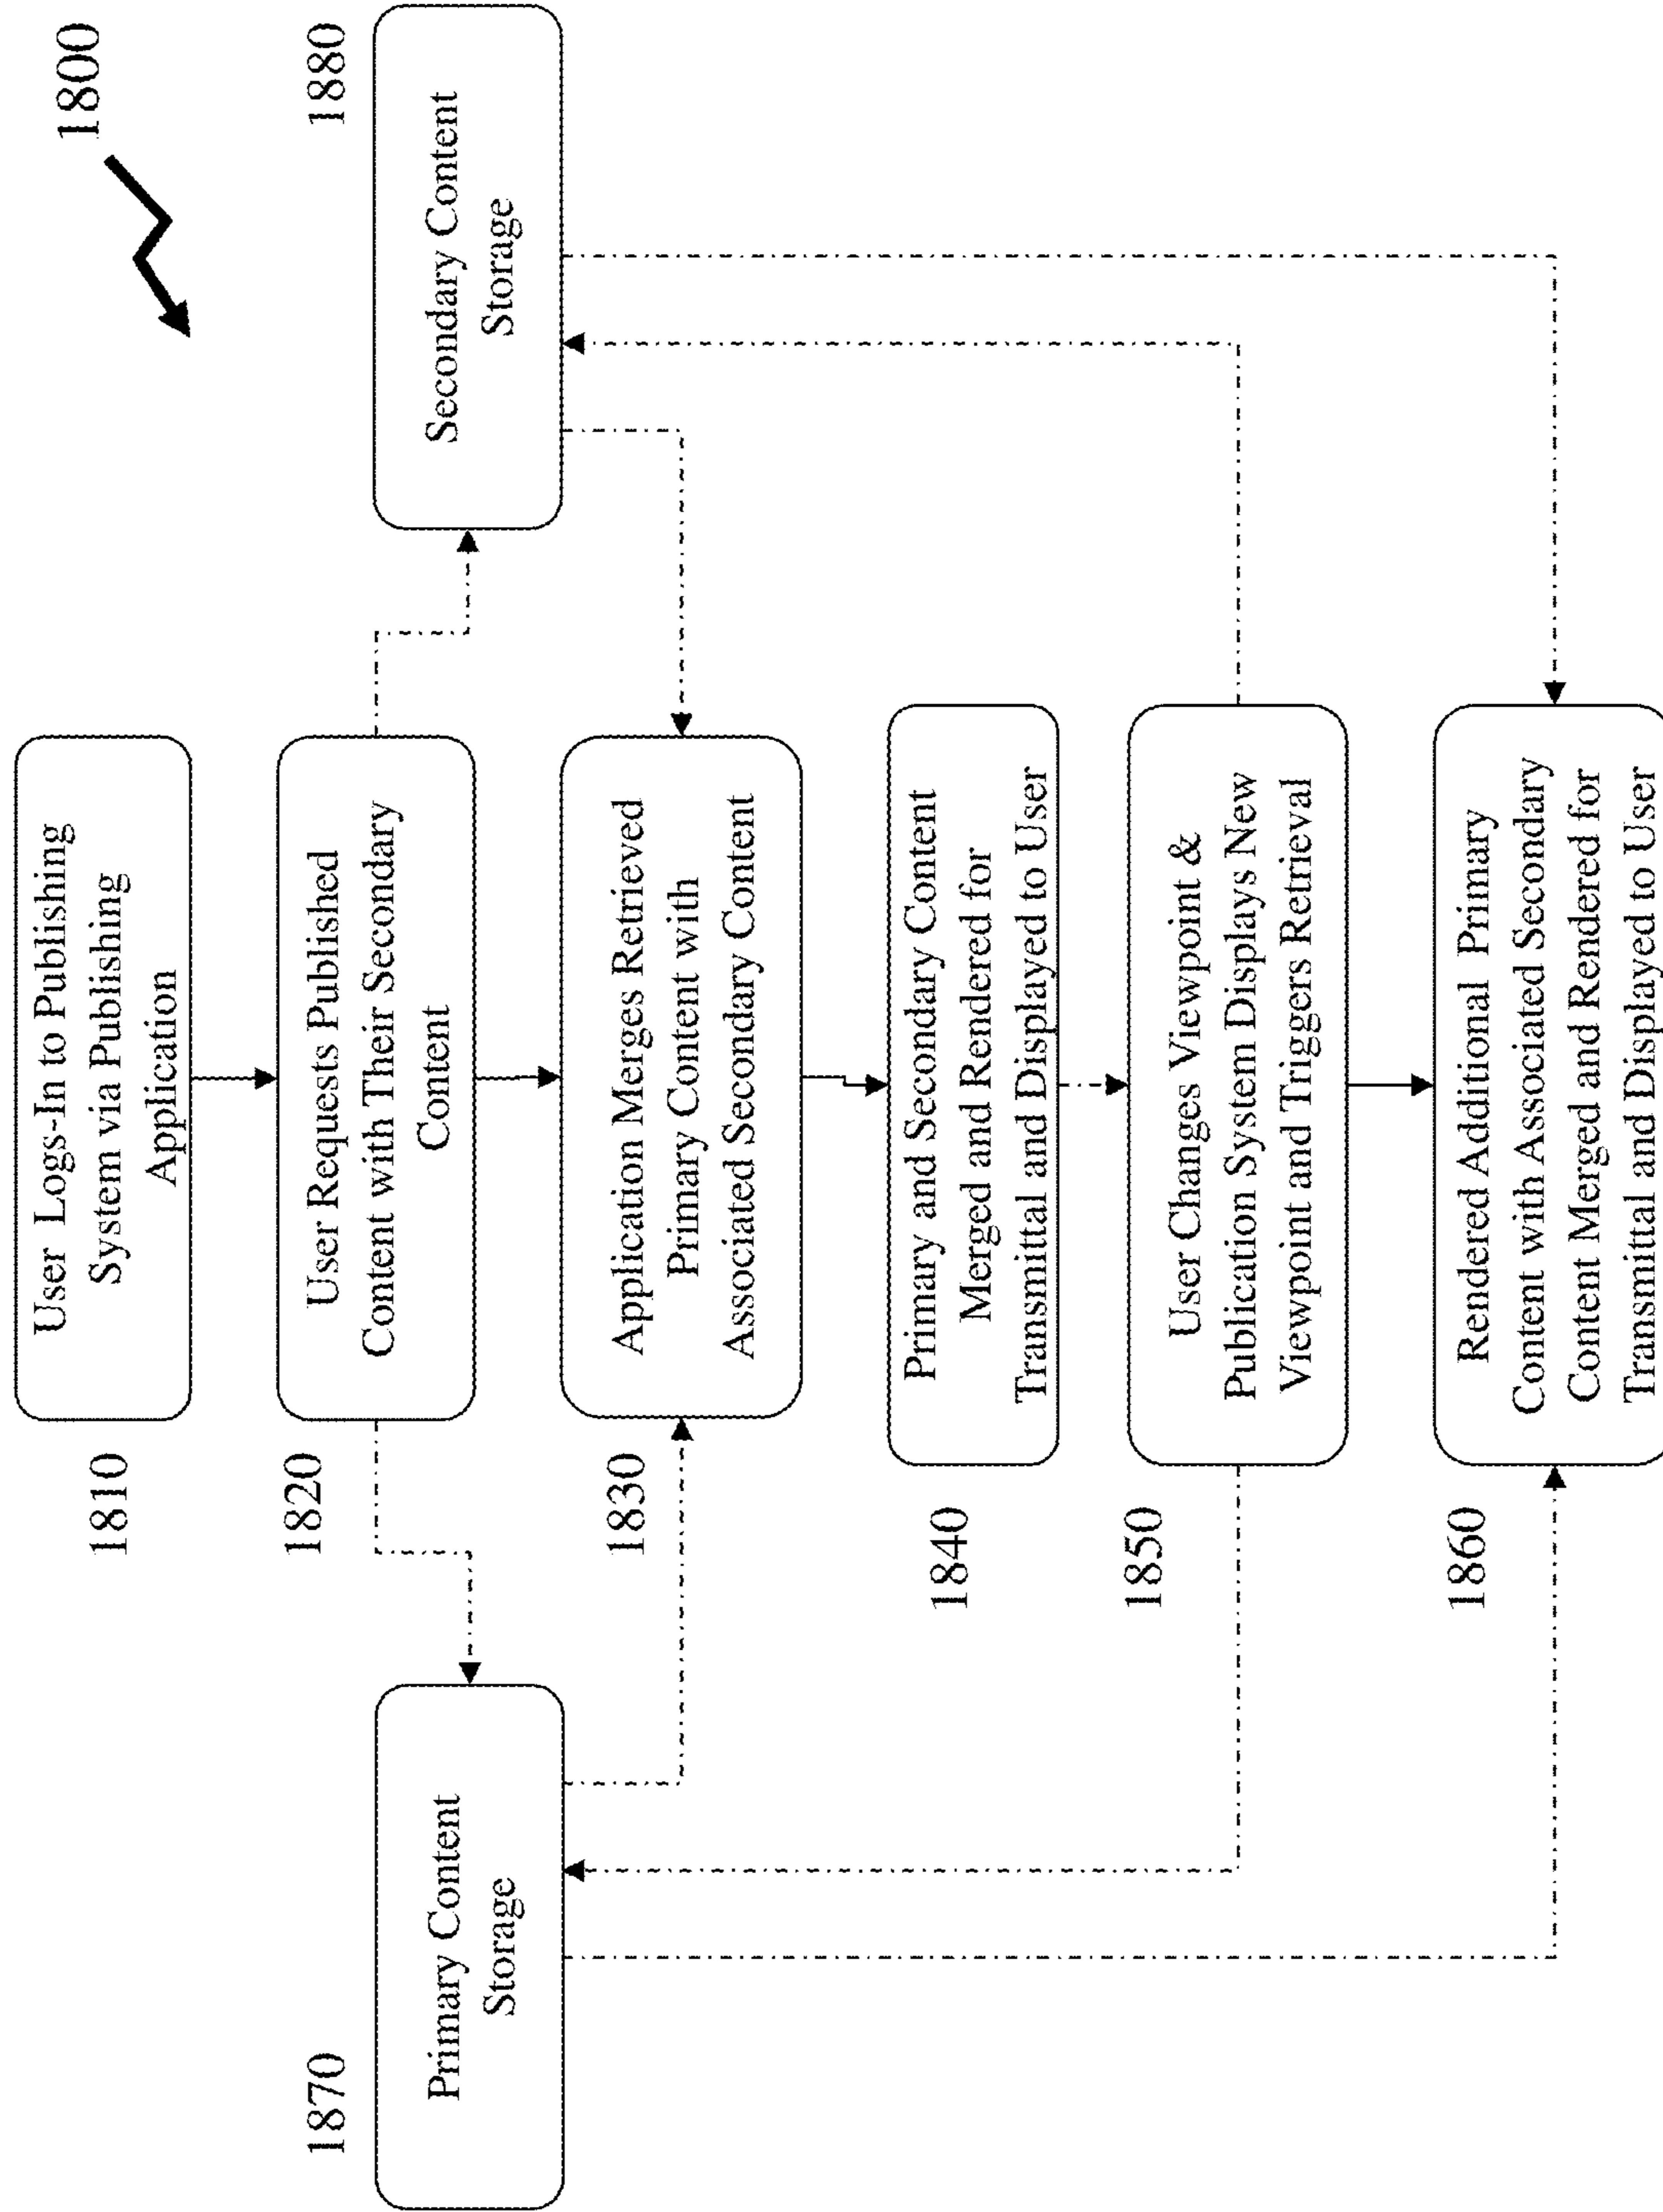 1800
1810
User Logs-In to Publishing
System via Publishing
Application
1820
User Requests Published
Content with Their Secondary
Content
1870
Primary Content
Storage
1880
Secondary Content
Storage
1830
Application Merges Retrieved
Primary Content with
Associated Secondary Content
1840
Primary and Secondary Content
Merged and Rendered for
Transmittal and Displayed to User
1850
User Changes Viewpoint &
Publication System Displays New
Viewpoint and Triggers Retrieval
1860
Rendered Additional Primary
Content with Associated Secondary
Content Merged and Rendered for
Transmittal and Displayed to User